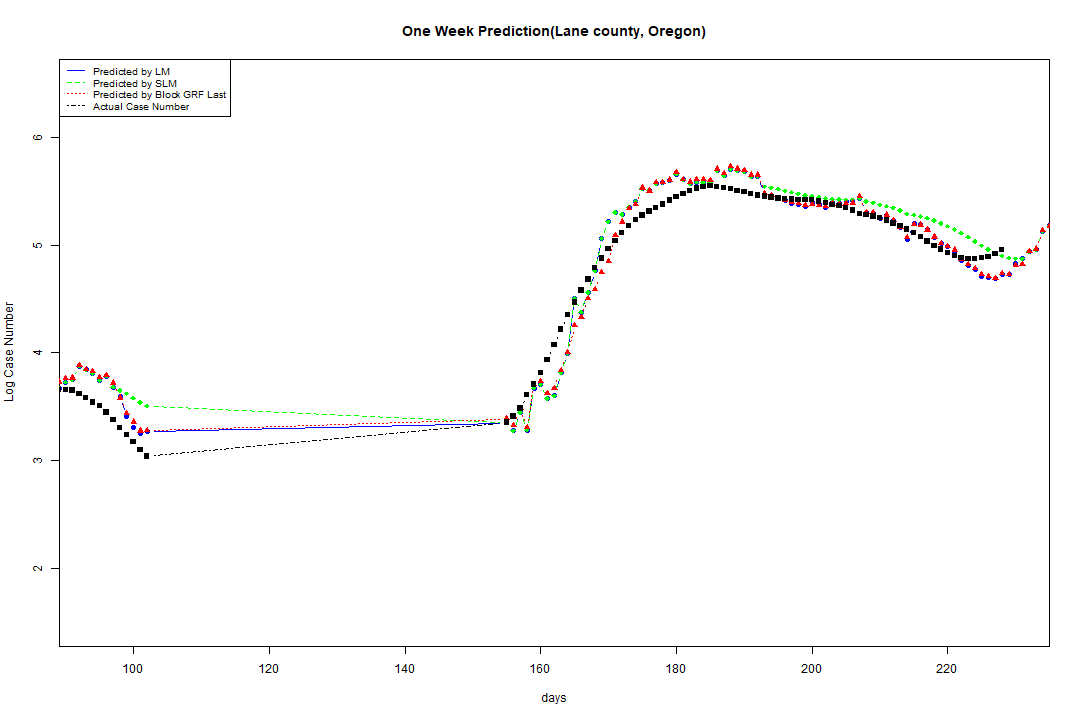 One Week Prediction(Lane county, Oregon)
Predicted by LM
Predicted by SLM
Predicted by Block GRF Last
Actual Case Number
6
5
4
3
2
Log Case Number
100 120 140 160 180 200 220
days